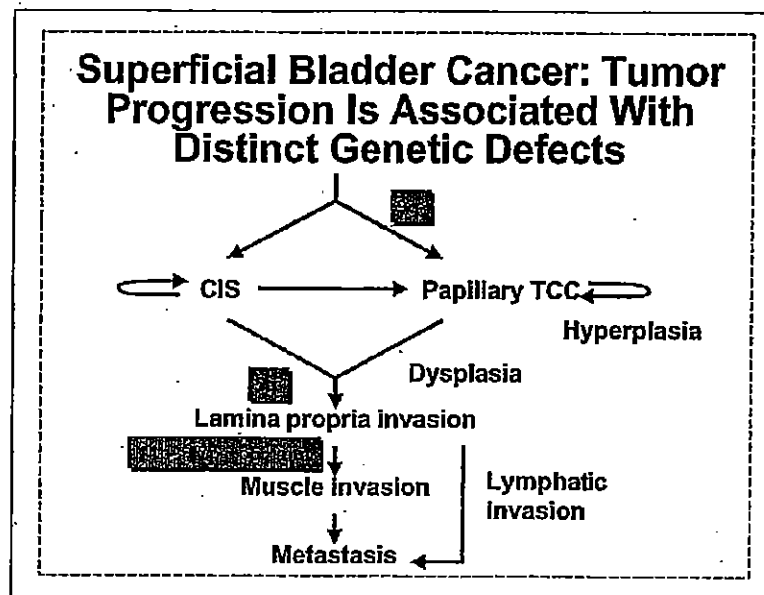 Superficial Bladder Cancer: Tumor
Progression Is Associated With
Distinct Genetic Defects
CIS
Papillary TCC
Hyperplasia
Dysplasia
Lamina propria invasion
Muscle invasion
Lymphatic
invasion
Metastasis